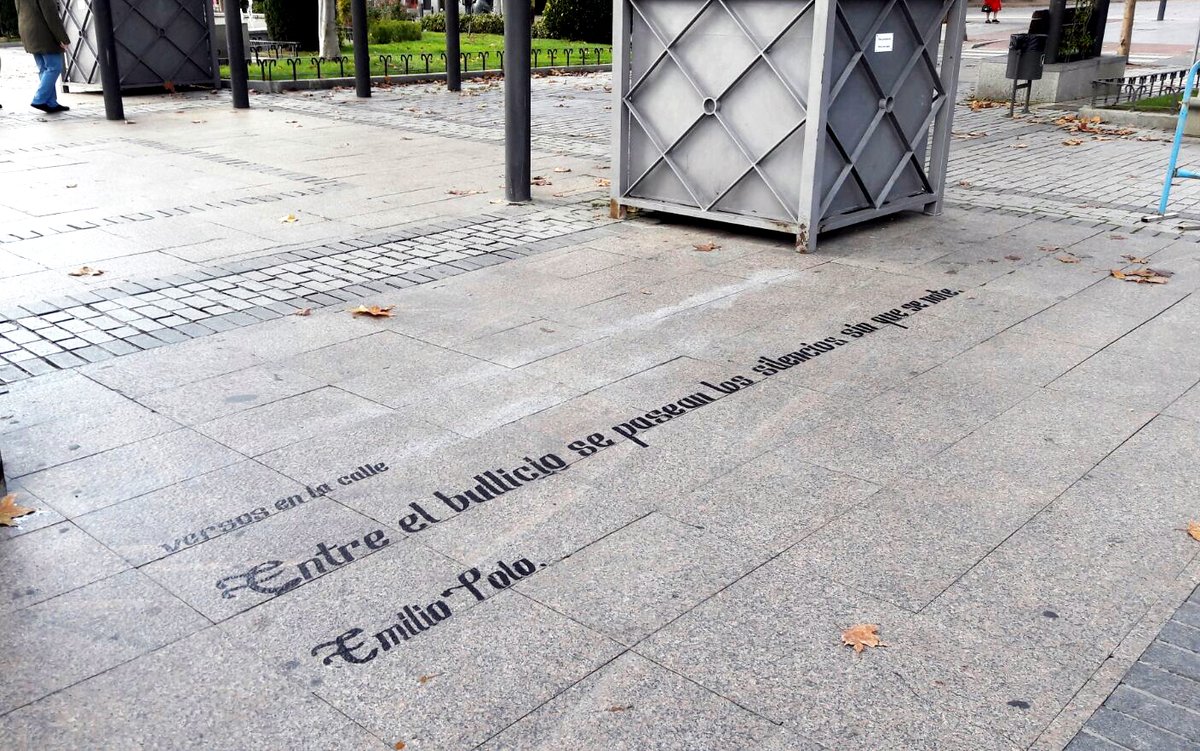 versos en la calle
Entre el bullicio se pasean los silencios sin que se note.
Emilio Polo.